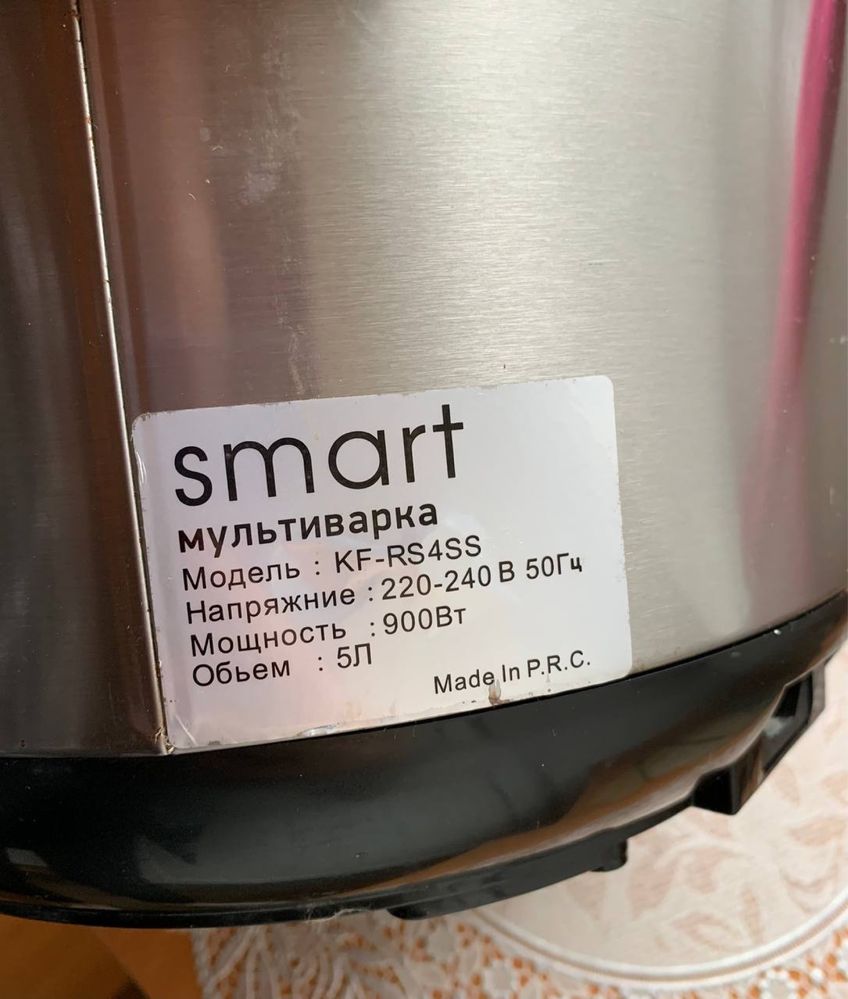 smart
мультиварка
Модель : KF-RS4SS
Напряжние : 220-240 В 50Гц
Мощность : 900Вт
Обьем : 5Л
Made In P.R.C.